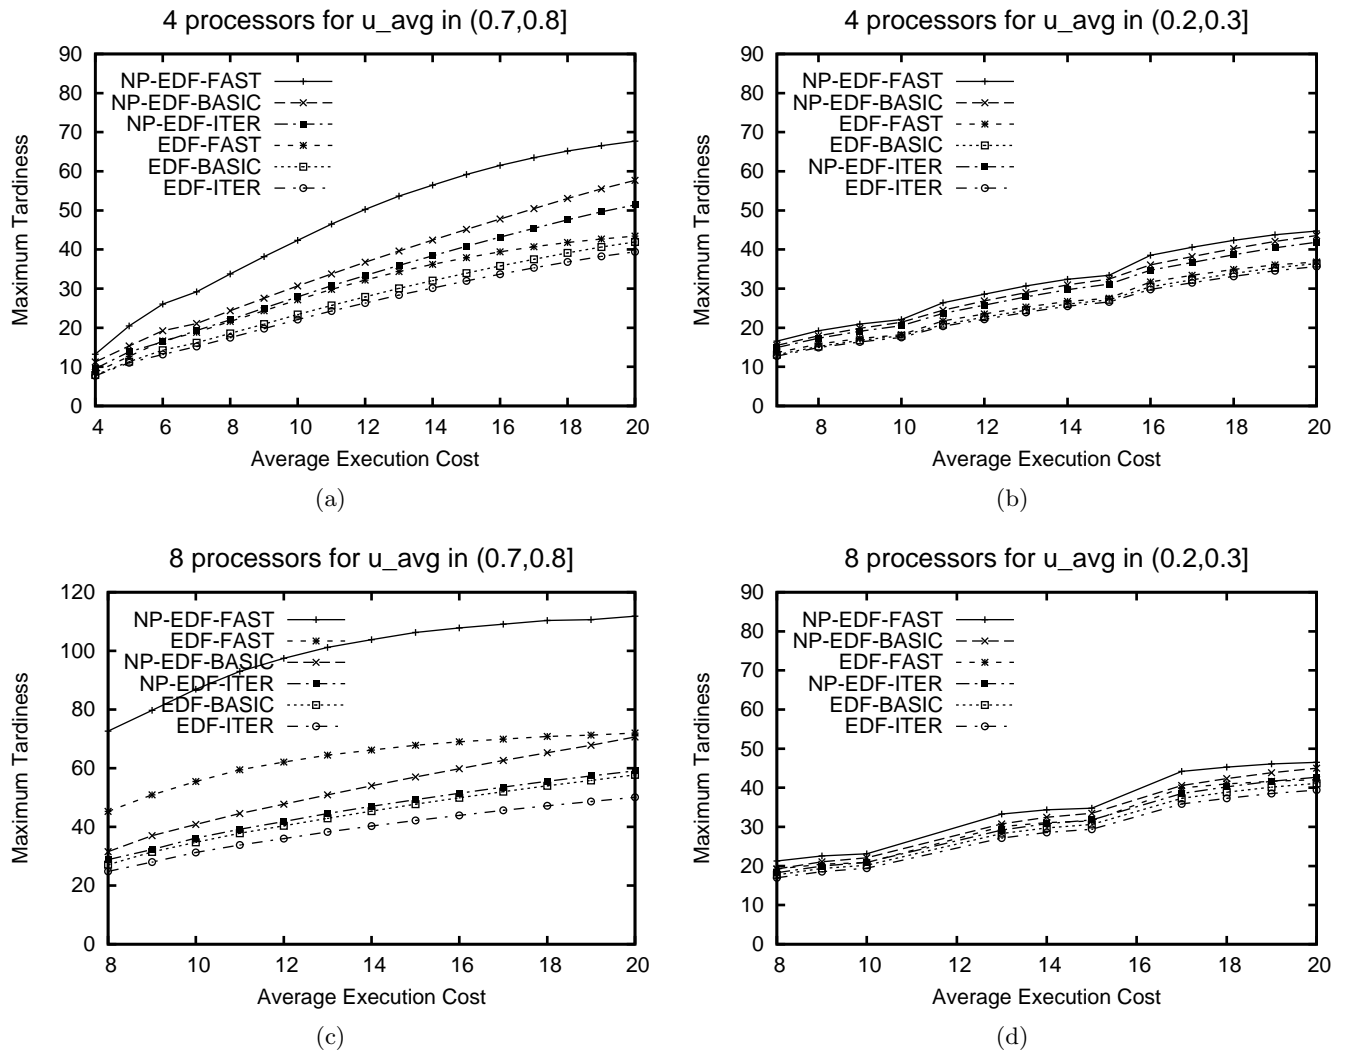 4 processors for u_avg in (0.7,0.8]
90
80
70
60
50
40
30
20
10
0
Maximum Tardiness
NP-EDF-FAST
NP-EDF-BASIC
NP-EDF-ITER
EDF-FAST
EDF-BASIC
EDF-ITER
4 6 8 10 12 14 16 18 20
Average Execution Cost
(a)
4 processors for u_avg in (0.2,0.3]
90
80
70
60
50
40
30
20
10
0
Maximum Tardiness
NP-EDF-FAST
NP-EDF-BASIC
EDF-FAST
EDF-BASIC
NP-EDF-ITER
EDF-ITER
8 10 12 14 16 18 20
Average Execution Cost
(b)
8 processors for u_avg in (0.7,0.8]
120
100
80
60
40
20
0
Maximum Tardiness
NP-EDF-FAST
EDF-FAST
NP-EDF-BASIC
NP-EDF-ITER
EDF-BASIC
EDF-ITER
8 10 12 14 16 18 20
Average Execution Cost
(c)
8 processors for u_avg in (0.2,0.3]
90
80
70
60
50
40
30
20
10
0
Maximum Tardiness
NP-EDF-FAST
NP-EDF-BASIC
EDF-FAST
NP-EDF-ITER
EDF-BASIC
EDF-ITER
8 10 12 14 16 18 20
Average Execution Cost
(d)